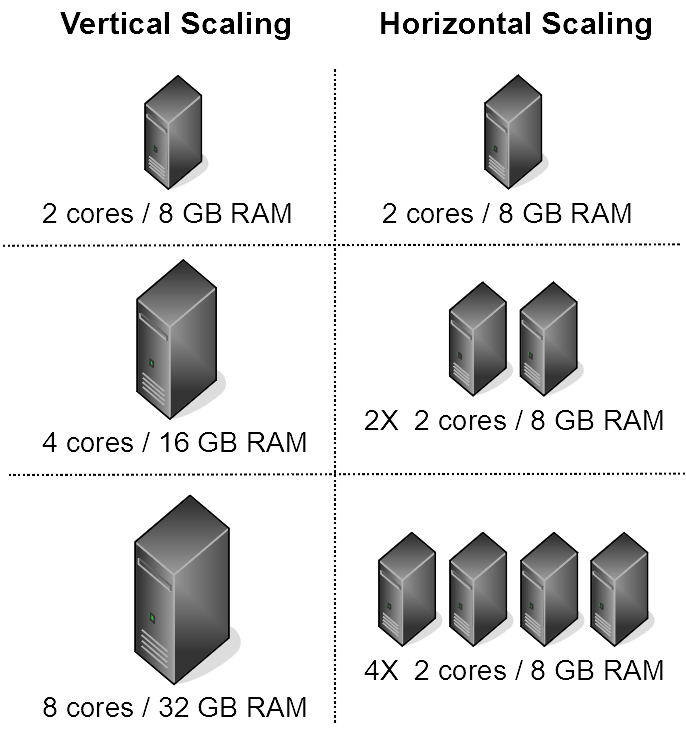 Vertical Scaling
Horizontal Scaling
2 cores / 8 GB RAM
2 cores / 8 GB RAM
4 cores / 16 GB RAM
2X  2 cores / 8 GB RAM
8 cores / 32 GB RAM
4X  2 cores / 8 GB RAM